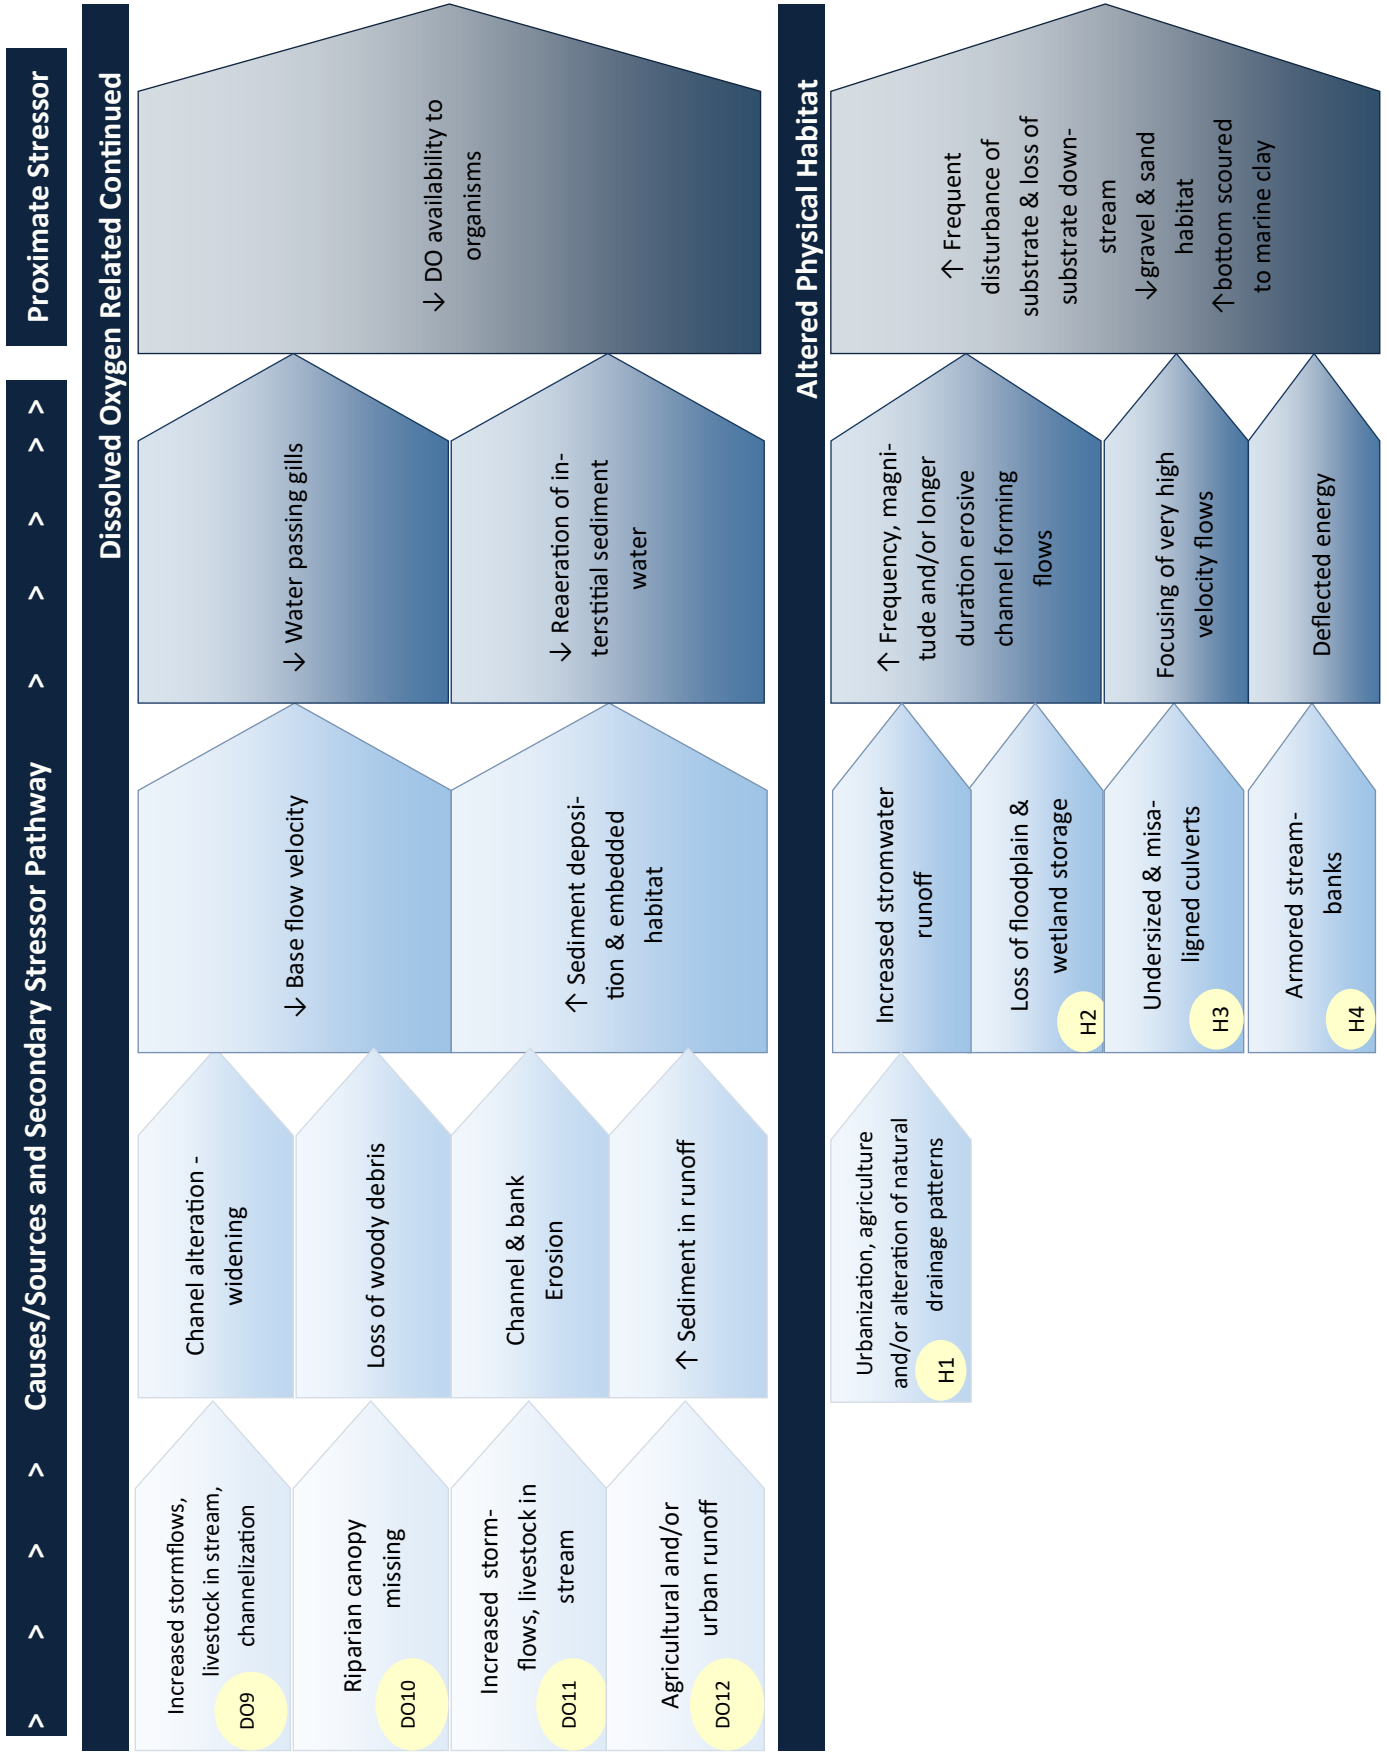 > > > > Causes/Sources and Secondary Stressor Pathway > > > > >
Proximate Stressor
Dissolved Oxygen Related Continued
Increased stormflows,
livestock in stream,
channelization
DO9
Channel alteration -
widening
Riparian canopy
missing
DO10
Loss of woody debris
↓ Base flow velocity
↓ Water passing gills
Increased storm-
flows, livestock in
stream
DO11
Channel & bank
Erosion
Agricultural and/or
urban runoff
DO12
↑ Sediment in runoff
↑ Sediment deposi-
tion & embedded
habitat
↓ Reaeration of in-
terstitial sediment
water
↓ DO availability to
organisms
Altered Physical Habitat
Urbanization, agriculture
and/or alteration of natural
drainage patterns
H1
Increased stromwater
runoff
Loss of floodplain &
wetland storage
H2
↑ Frequency, magni-
tude and/or longer
duration erosive
channel forming
flows
Undersized & misa-
ligned culverts
H3
Focusing of very high
velocity flows
Armored stream-
banks
H4
Deflected energy
↑ Frequent
disturbance of
substrate & loss of
substrate down-
stream
↓gravel & sand
habitat
↑bottom scoured
to marine clay